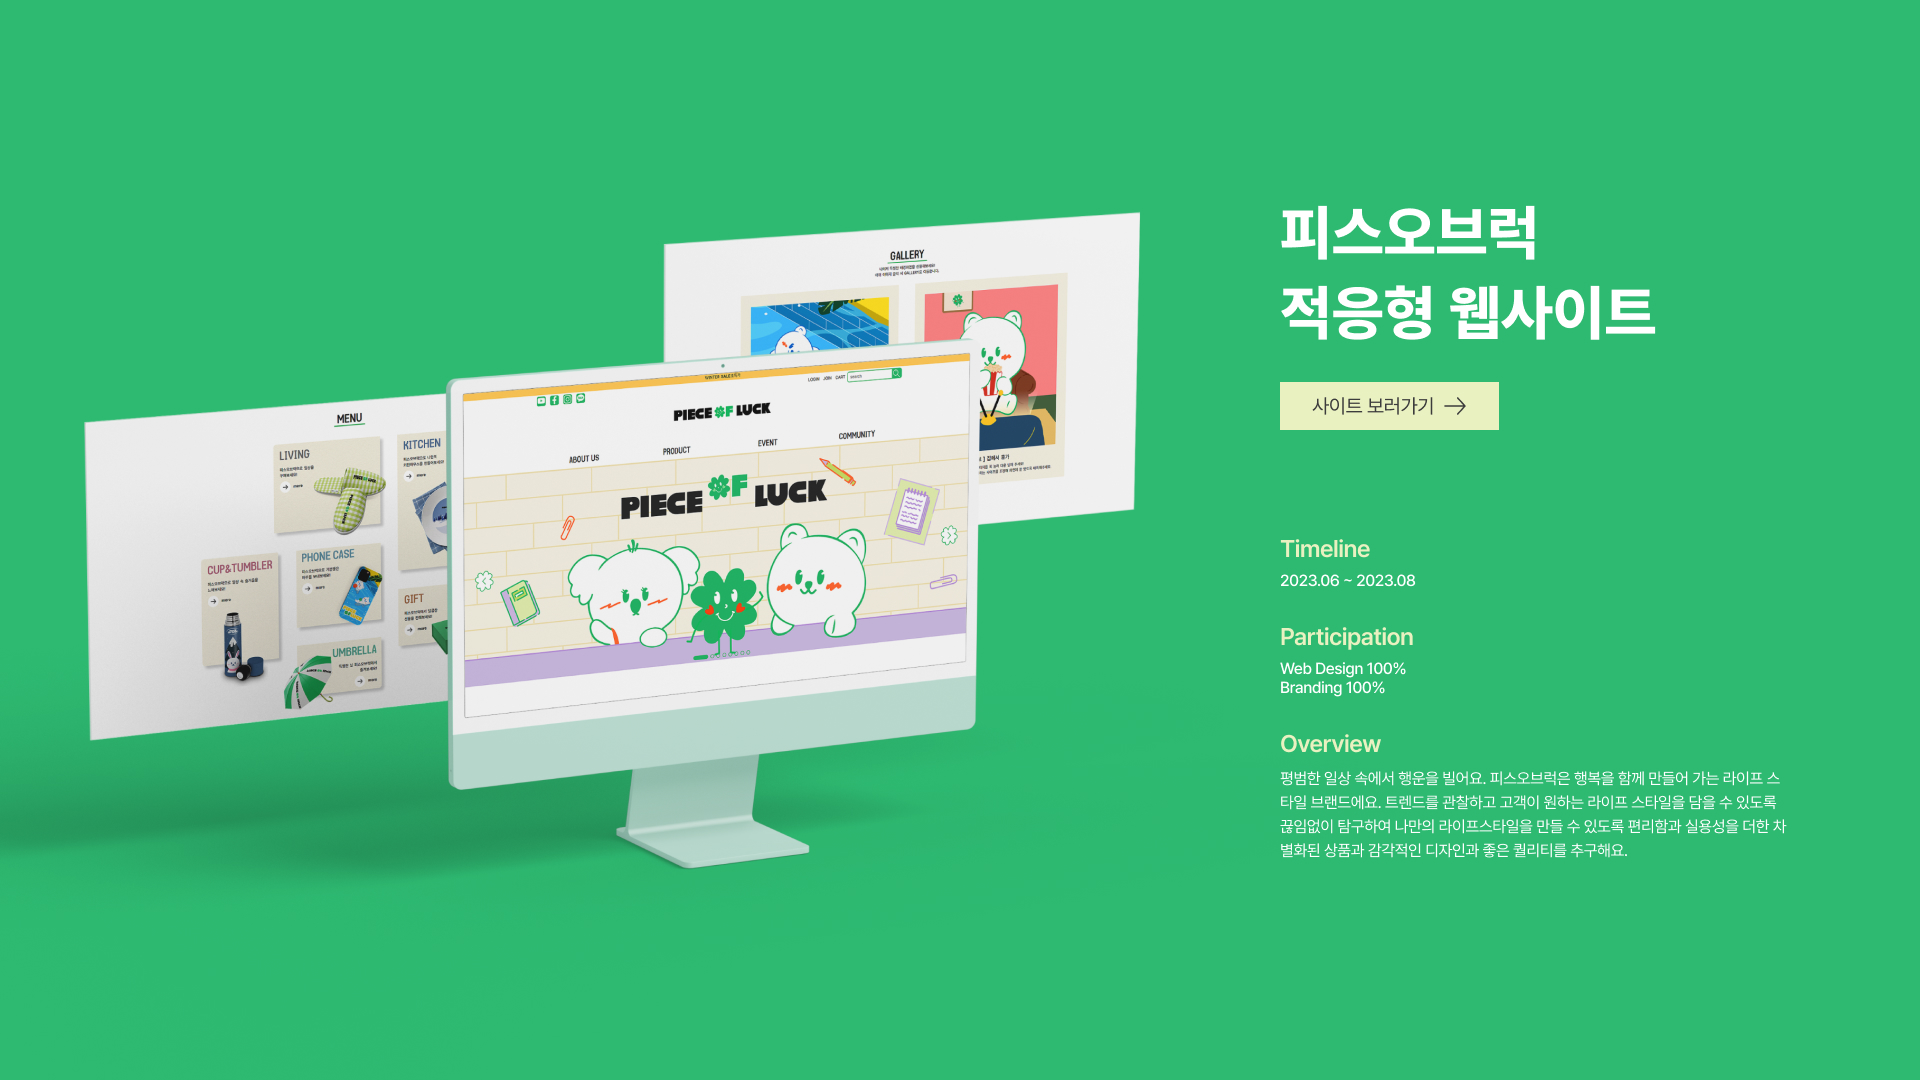 피스오브럭
적응형 웹사이트
사이트 보러가기
Timeline
2023.06 ~ 2023.08
Participation
Web Design 100%
Branding 100%
Overview
평범한 일상 속에서 행운을 빌어요. 피스오브럭은 행복을 함께 만들어 가는 라이프 스
타일 브랜드에요. 트렌드를 관찰하고 고객이 원하는 라이프 스타일을 담을 수 있도록
끊임없이 탐구하여 나만의 라이프스타일을 만들 수 있도록 편리함과 실용성을 더한 차
별화된 상품과 감각적인 디자인과 좋은 퀄리티를 추구해요.
GALLERY
MENU
LIVING
more
KITCHEN
more
CUP&TUMBLER
more
PHONE CASE
more
GIFT
more
UMBRELLA
more
LOGIN JOIN CART
PIECE OF LUCK
ABOUT US
PRODUCT
EVENT
COMMUNITY
PIECE OF LUCK